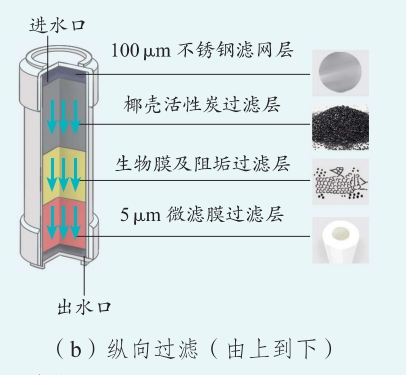 进水口
100 μm 不锈钢滤网层
椰壳活性炭过滤层
生物膜及阻垢过滤层
5 μm 微滤膜过滤层
出水口
（b）纵向过滤（由上到下）